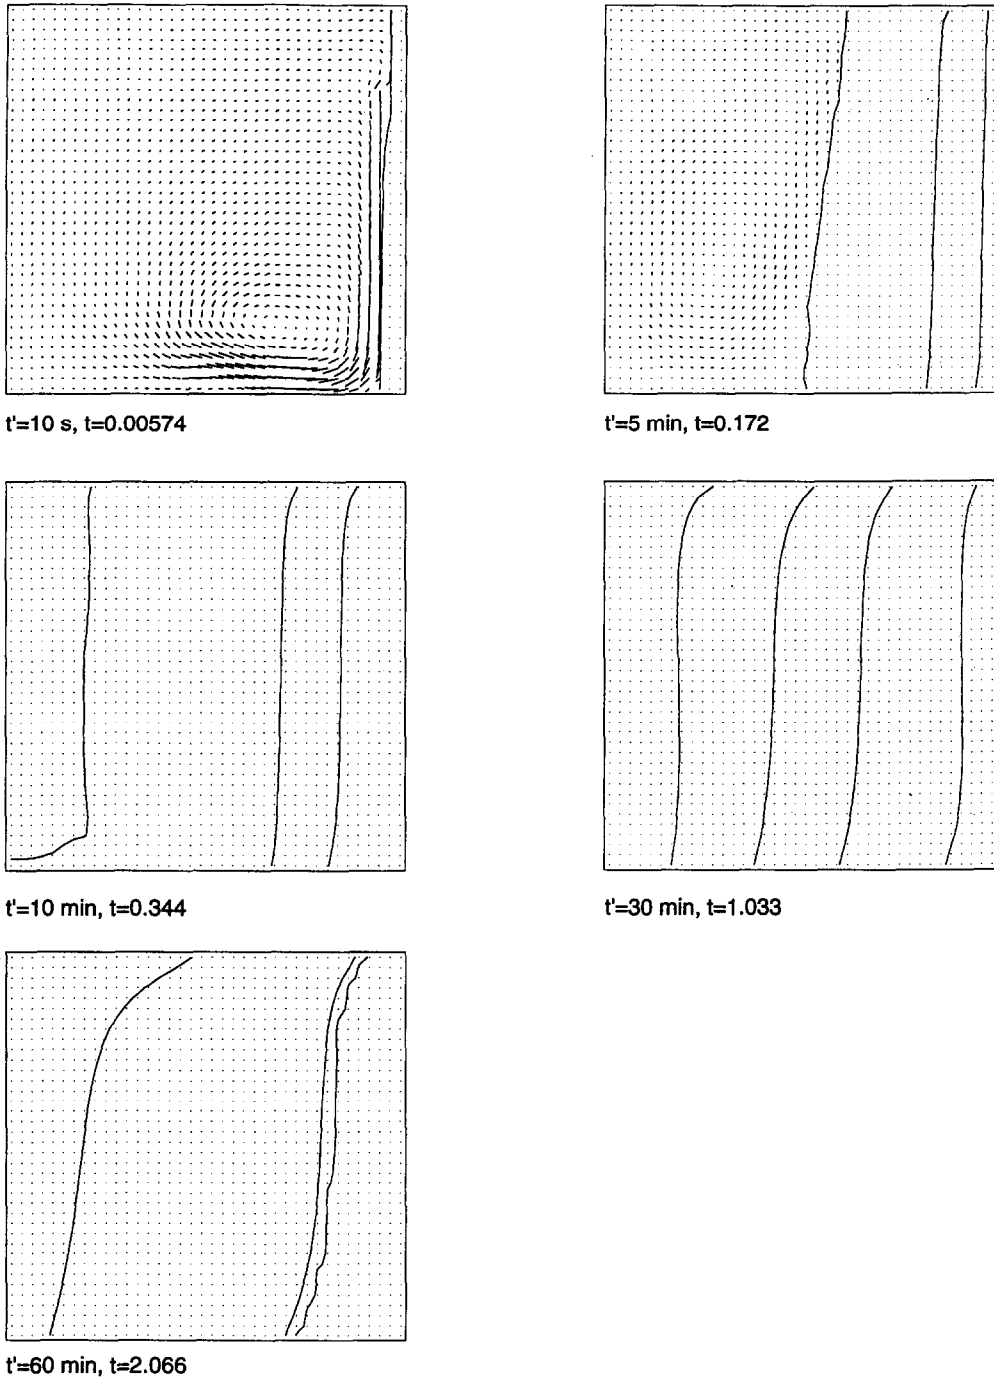 t'=10 s, t=0.00574
t'=5 min, t=0.172
t'=10 min, t=0.344
t'=30 min, t=1.033
t'=60 min, t=2.066